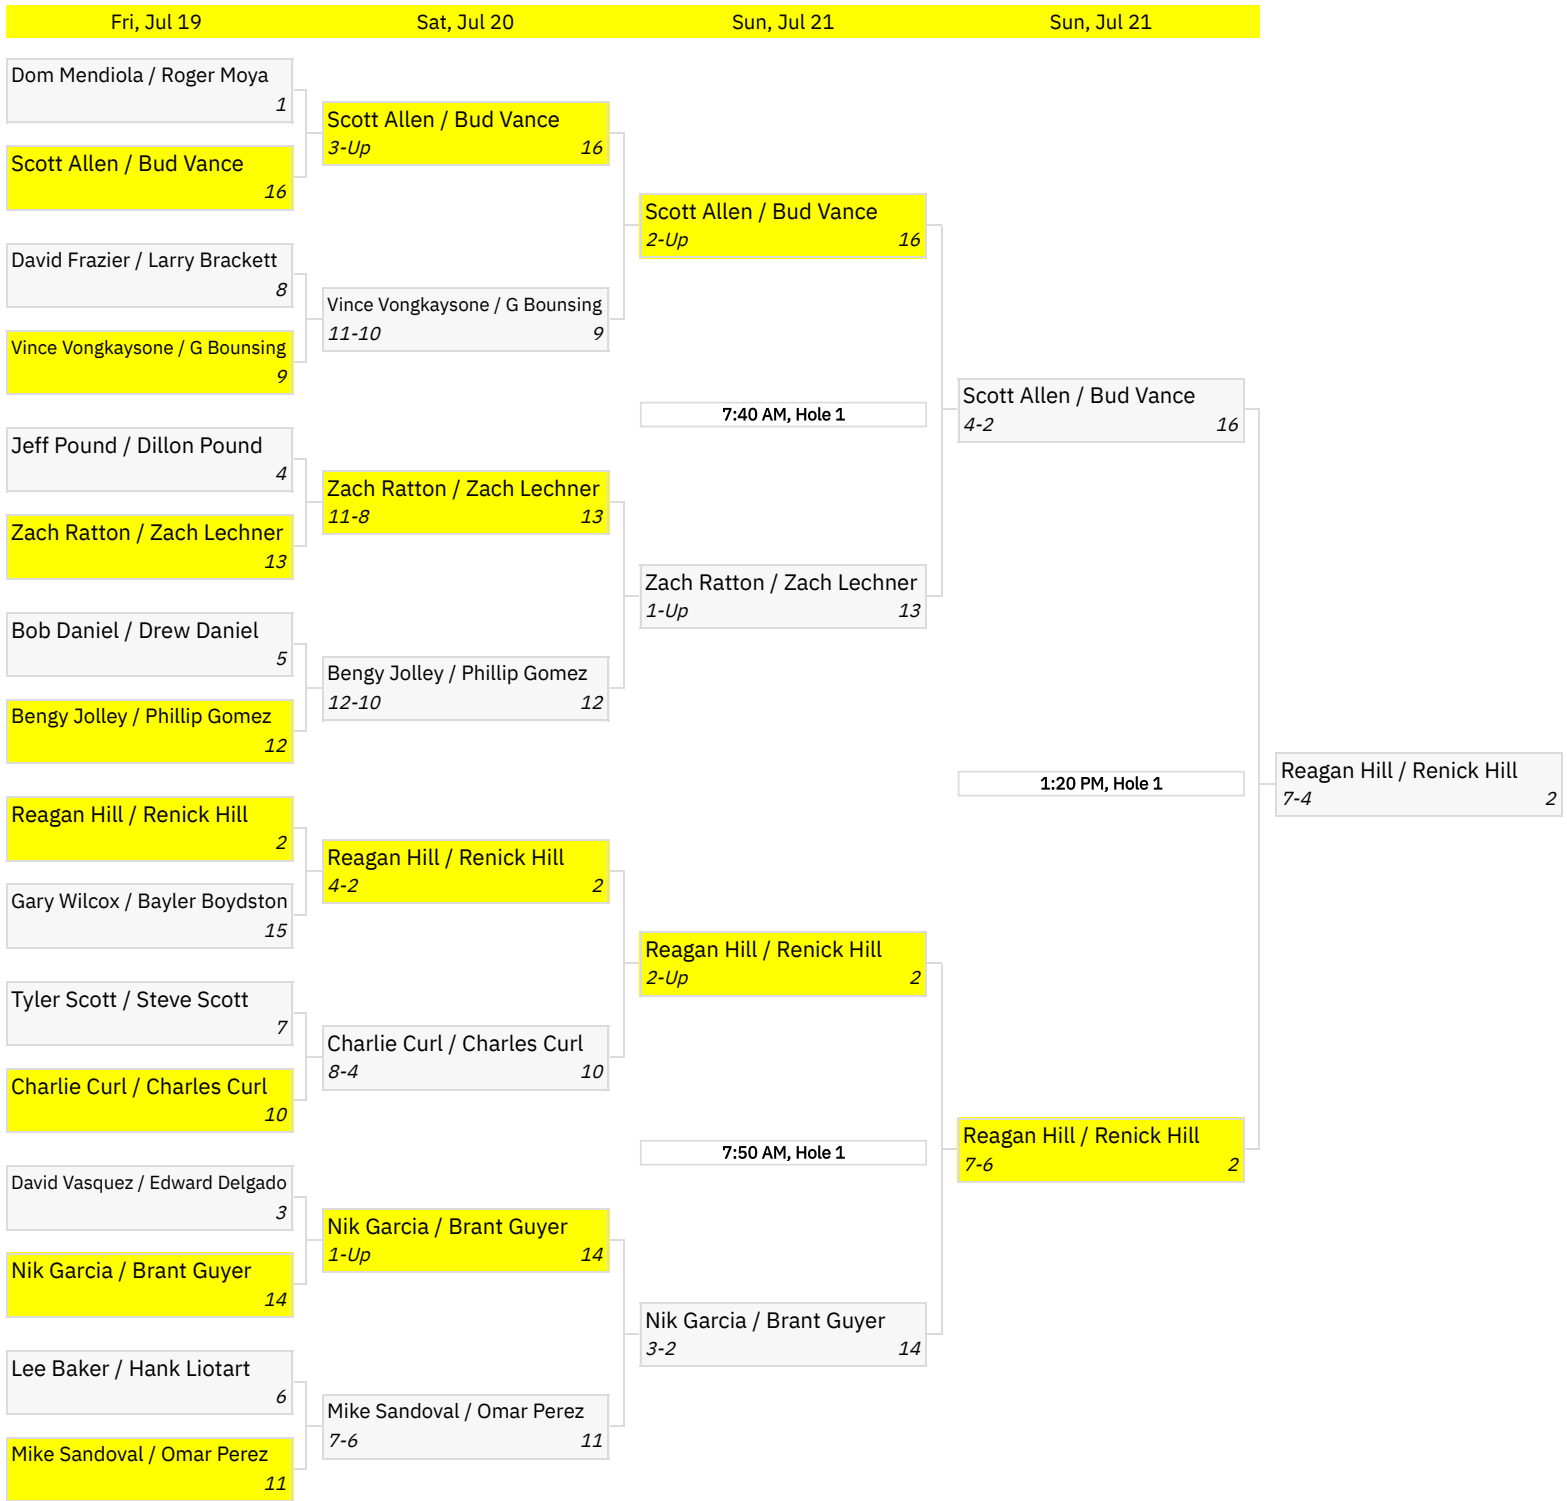 Fri, Jul 19
Sat, Jul 20
Sun, Jul 21
Sun, Jul 21
Dom Mendiola / Roger Moya
1
Scott Allen / Bud Vance
16
David Frazier / Larry Brackett
8
Vince Vongkaysone / G Bounsing
9
Jeff Pound / Dillon Pound
4
Zach Ratton / Zach Lechner
13
Bob Daniel / Drew Daniel
5
Bengy Jolley / Phillip Gomez
12
Reagan Hill / Renick Hill
2
Gary Wilcox / Bayler Boydston
15
Tyler Scott / Steve Scott
7
Charlie Curl / Charles Curl
10
David Vasquez / Edward Delgado
3
Nik Garcia / Brant Guyer
14
Lee Baker / Hank Liotart
6
Mike Sandoval / Omar Perez
11
Scott Allen / Bud Vance
3-Up 16
Vince Vongkaysone / G Bounsing
11-10 9
Zach Ratton / Zach Lechner
11-8 13
Bengy Jolley / Phillip Gomez
12-10 12
Reagan Hill / Renick Hill
4-2 2
Charlie Curl / Charles Curl
8-4 10
Nik Garcia / Brant Guyer
1-Up 14
Mike Sandoval / Omar Perez
7-6 11
Scott Allen / Bud Vance
2-Up 16
7:40 AM, Hole 1
Zach Ratton / Zach Lechner
1-Up 13
Reagan Hill / Renick Hill
2-Up 2
7:50 AM, Hole 1
Nik Garcia / Brant Guyer
3-2 14
Scott Allen / Bud Vance
4-2 16
1:20 PM, Hole 1
Reagan Hill / Renick Hill
7-6 2
Reagan Hill / Renick Hill
7-4 2